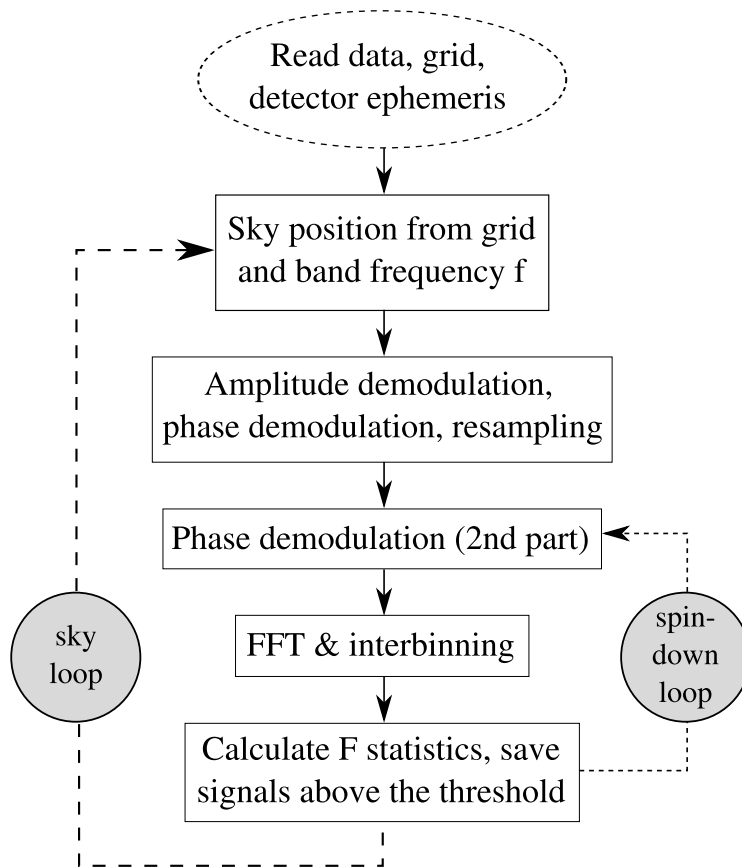 Read data, grid,
detector ephemeris
Sky position from grid
and band frequency f
Amplitude demodulation,
phase demodulation, resampling
Phase demodulation (2nd part)
FFT & interbinning
sky
loop
spin-
down
loop
Calculate F statistics, save
signals above the threshold